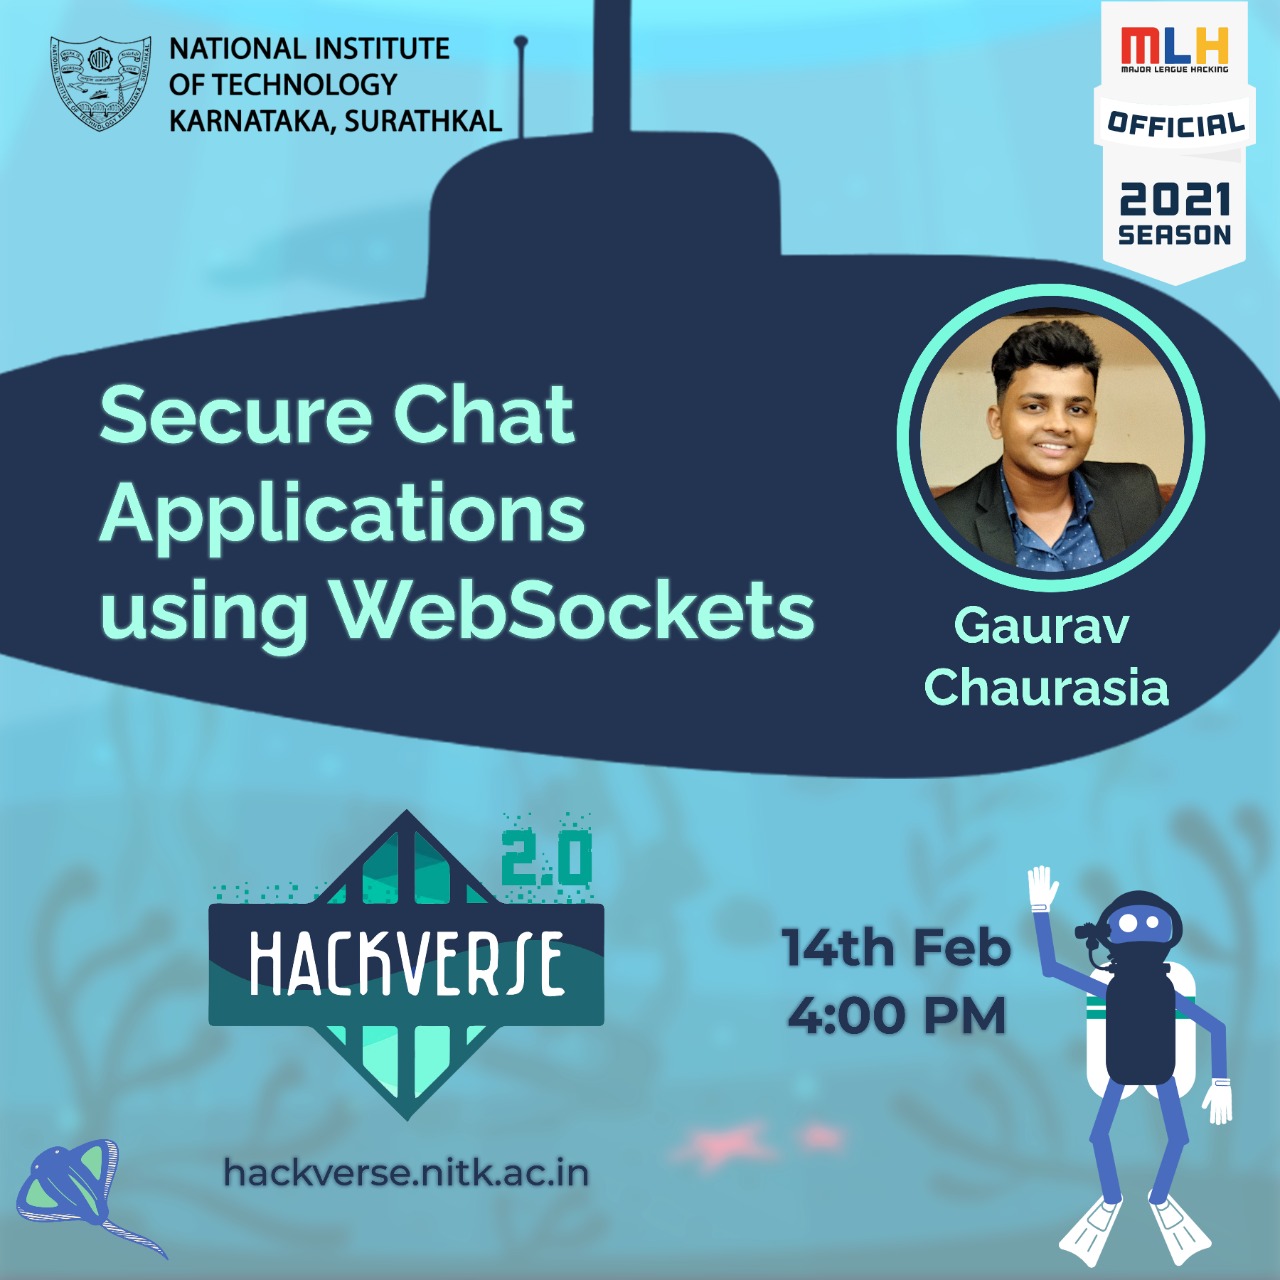 NATIONAL INSTITUTE
OF TECHNOLOGY
KARNATAKA, SURATHKAL
MLH
MAJOR LEAGUE HACKING
OFFICIAL
2021
SEASON
Secure Chat
Applications
using WebSockets
Gaurav
Chaurasia
2.0
HACKVERSE
14th Feb
4:00 PM
hackverse.nitk.ac.in